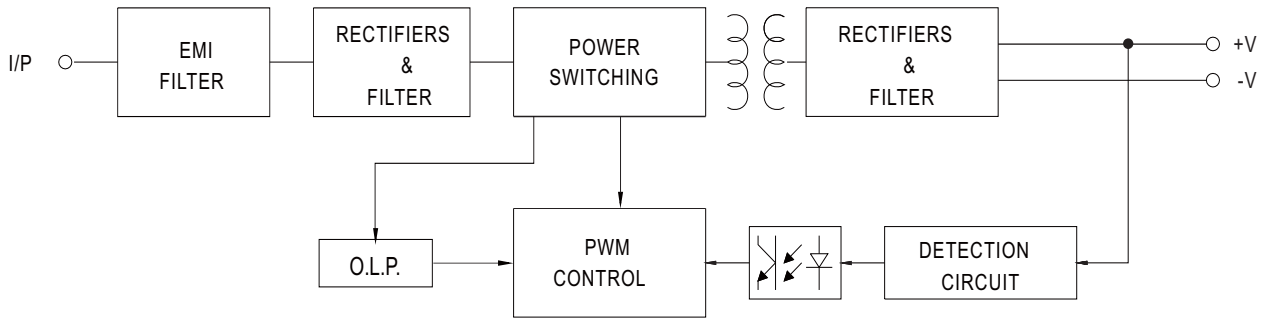 I/P
EMI
FILTER
RECTIFIERS
&
FILTER
POWER
SWITCHING
RECTIFIERS
&
FILTER
+V
-V
O.L.P.
PWM
CONTROL
DETECTION
CIRCUIT